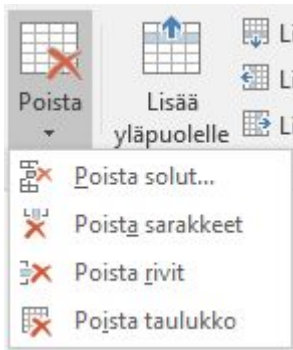 Poista
Lisää
yläpuolelle
Poista solut...
Poista sarakkeet
Poista rivit
Poista taulukko